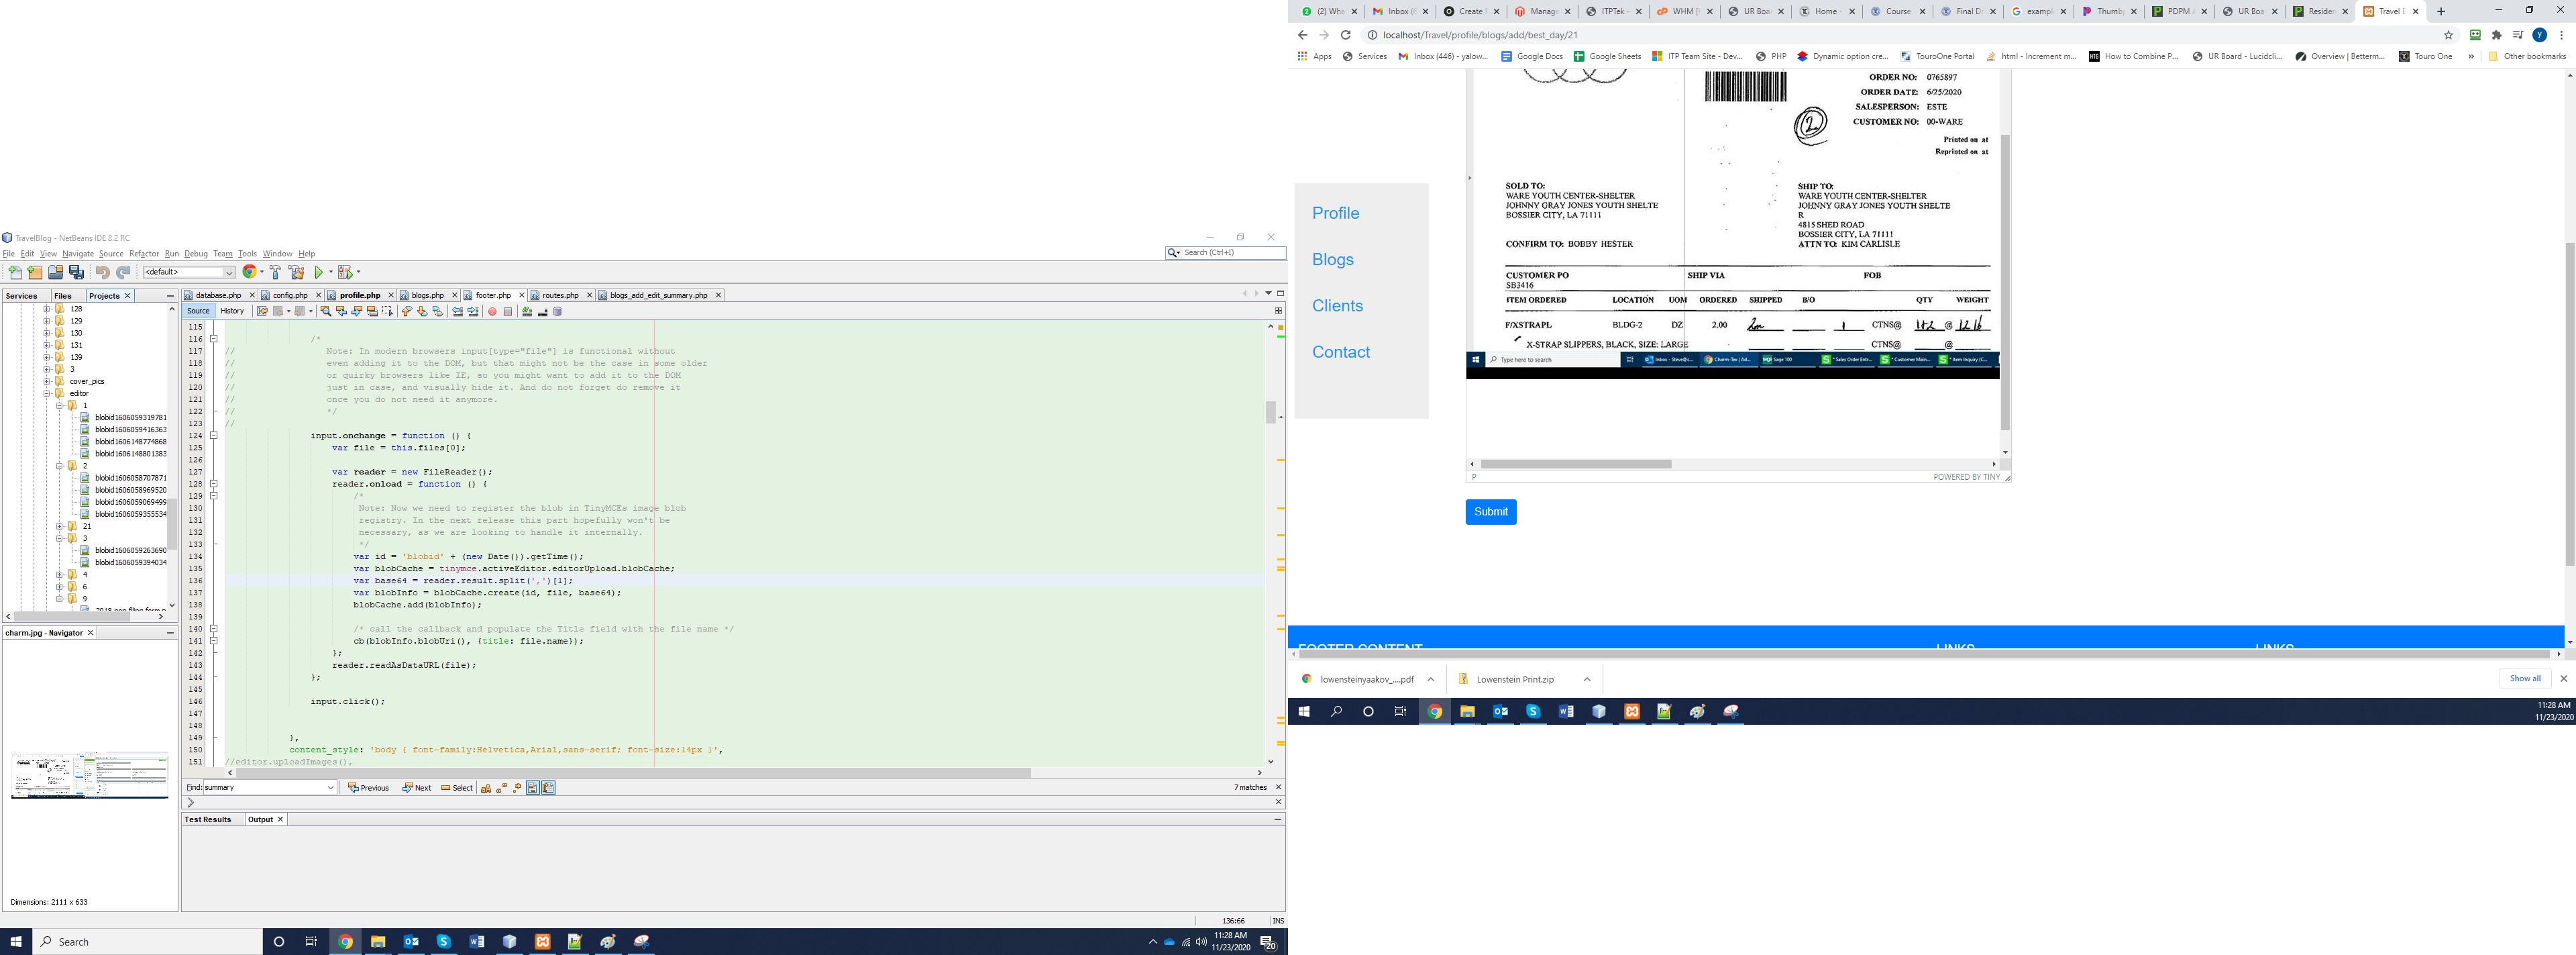 TravelBlog - NetBeans IDE 8.2 RC
File Edit View Navigate Source Refactor Run Debug Team Tools Window Help
Search (Ctrl+I)
<default>
Services Files Projects
database.php config.php profile.php blogs.php footer.php routes.php blogs_add_edit_summary.php
Source History
128
129
130
131
139
3
cover_pics
editor
1
blobid1606059319781
blobid1606059416363
blobid1606148774868
blobid1606148801383
2
blobid1606058707871
blobid1606058969520
blobid1606059069499
blobid1606059355534
21
3
blobid1606059263690
blobid1606059394034
4
6
9
charm.jpg - Navigator
Dimensions: 2111 x 633
115
116 /*
117 // Note: In modern browsers input[type="file"] is functional without
118 // even adding it to the DOM, but that might not be the case in some older
119 // or quirky browsers like IE, so you might want to add it to the DOM
120 // just in case, and visually hide it. And do not forget do remove it
121 // once you do not need it anymore.
122 // */
123 //
124 input.onchange = function () {
125 var file = this.files[0];
126
127 var reader = new FileReader();
128 reader.onload = function () {
129 /*
130 Note: Now we need to register the blob in TinyMCEs image blob
131 registry. In the next release this part hopefully won't be
132 necessary, as we are looking to handle it internally.
133 */
134 var id = 'blobid' + (new Date()).getTime();
135 var blobCache = tinymce.activeEditor.editorUpload.blobCache;
136 var base64 = reader.result.split(',')[1];
137 var blobInfo = blobCache.create(id, file, base64);
138 blobCache.add(blobInfo);
139
140 /* call the callback and populate the Title field with the file name */
141 cb(blobInfo.blobUri(), {title: file.name});
142 };
143 reader.readAsDataURL(file);
144 };
145
146 input.click();
147
148
149 },
150 content_style: 'body { font-family:Helvetica,Arial,sans-serif; font-size:14px }',
151 //editor.uploadImages(),
Find: summary Previous Next Select 7 matches
Test Results Output
136:66 INS
Search
11:28 AM
11/23/2020
20
(2) Wha Inbox (6 Create Manage ITPTek - WHM [ UR Boa Home - Course Final D exampl Thumb PDPM UR Boa Residen Travel
localhost/Travel/profile/blogs/add/best_day/21
Apps Services Inbox (446) - yalow... Google Docs Google Sheets ITP Team Site - Dev... PHP Dynamic option cre... TouroOne Portal html - Increment m... How to Combine P... UR Board - Lucidcli... Overview | Betterm... Touro One » Other bookmarks
Profile
Blogs
Clients
Contact
ORDER NO: 0765897
ORDER DATE: 6/25/2020
SALESPERSON: ESTE
CUSTOMER NO: 00-WARE
2
Printed on at
Reprinted on at
SOLD TO:
WARE YOUTH CENTER-SHELTER
JOHNNY GRAY JONES YOUTH SHELTE
BOSSIER CITY, LA 71111
CONFIRM TO: BOBBY HESTER
SHIP TO:
WARE YOUTH CENTER-SHELTER
JOHNNY GRAY JONES YOUTH SHELTE
R
4815 SHED ROAD
BOSSIER CITY, LA 71111
ATTN TO: KIM CARLISLE
CUSTOMER PO SHIP VIA FOB
SB3416
ITEM ORDERED LOCATION UOM ORDERED SHIPPED B/O QTY WEIGHT
F/XSTRAPL BLDG-2 DZ 2.00 1 CTNS@ @
X-STRAP SLIPPERS, BLACK, SIZE: LARGE CTNS@ @
Type here to search Inbox - Steve@c... Charm-Tex | Ad... Sage 100 * Sales Order Entr... * Customer Main... * Item Inquiry (C...
P POWERED BY TINY
Submit
FOOTER CONTENT LINKS LINKS
lowensteinyaakov_....pdf Lowenstein Print.zip Show all
11:28 AM
11/23/2020